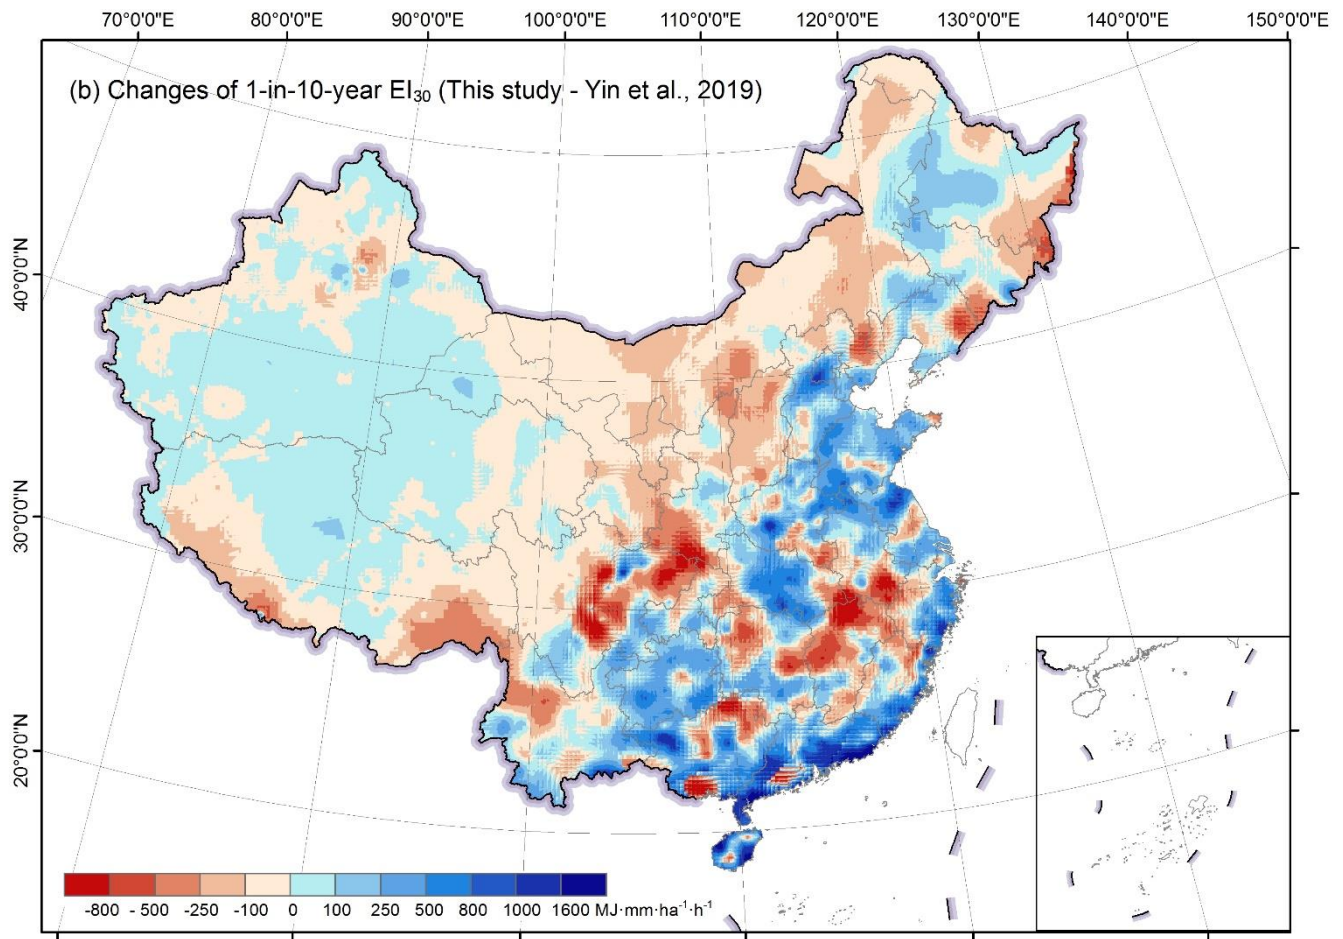 70°0'0"E 80°0'0"E 90°0'0"E 100°0'0"E 110°0'0"E 120°0'0"E 130°0'0"E 140°0'0"E 150°0'0"E
(b) Changes of 1-in-10-year EI₃₀ (This study - Yin et al., 2019)
40°0'0"N
30°0'0"N
20°0'0"N
-800 - 500 -250 -100 0 100 250 500 800 1000 1600 MJ·mm·ha⁻¹·h⁻¹